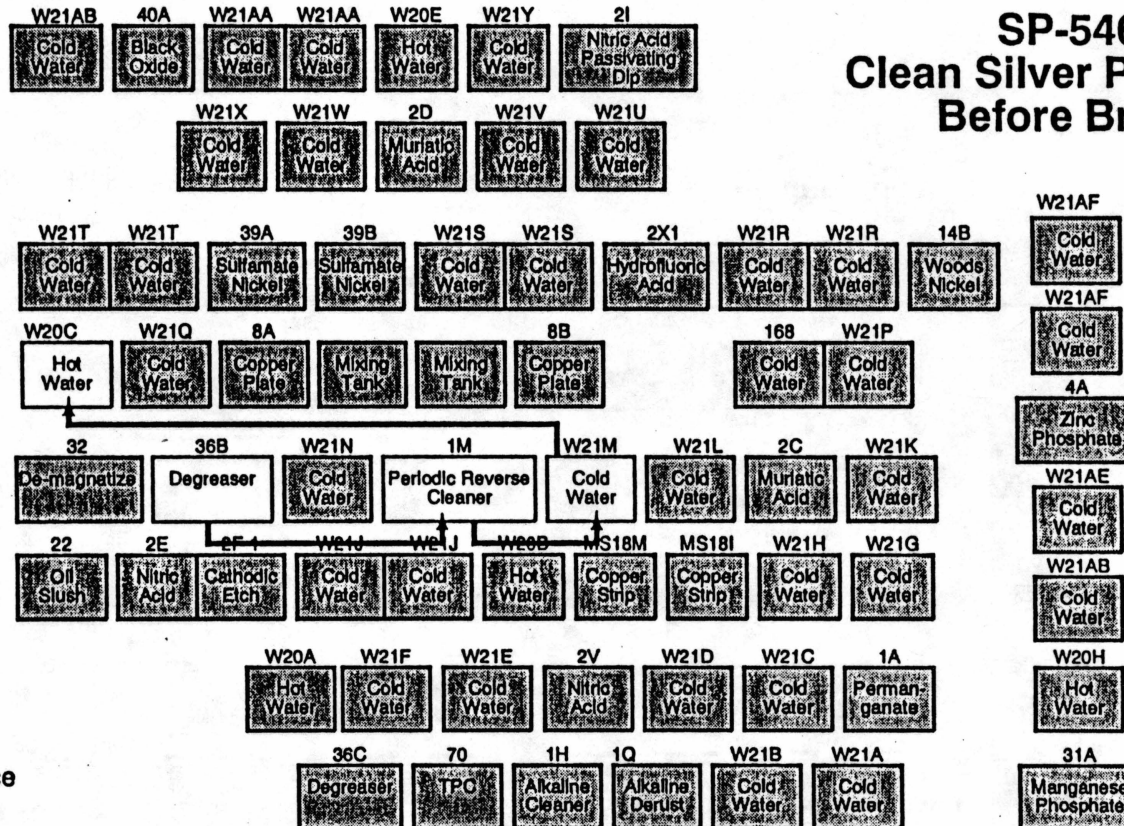 SP-546
Clean Silver P
Before Br
W21AB 40A W21AA W21AA W20E W21Y 2I
Cold Water
Black Oxide
Cold Water
Cold Water
Hot Water
Cold Water
Nitric Acid Passivating Dip
W21X W21W 2D W21V W21U
Cold Water
Cold Water
Muriatic Acid
Cold Water
Cold Water
W21T W21T 39A 39B W21S W21S 2X1 W21R W21R 14B
Cold Water
Cold Water
Sulfamate Nickel
Sulfamate Nickel
Cold Water
Cold Water
Hydrofluoric Acid
Cold Water
Cold Water
Woods Nickel
W20C W21Q 8A 8B 168 W21P
Hot Water
Cold Water
Copper Plate
Mixing Tank
Mixing Tank
Copper Plate
Cold Water
Cold Water
32 36B W21N 1M W21M W21L 2C W21K
De-magnatize
Degreaser
Cold Water
Periodic Reverse Cleaner
Cold Water
Cold Water
Muriatic Acid
Cold Water
22 2E 2F-1 W21J W21J W20B MS18M MS18I W21H W21G
Oil Slush
Nitric Acid
Cathodic Etch
Cold Water
Cold Water
Hot Water
Copper Strip
Copper Strip
Cold Water
Cold Water
W20A W21F W21E 2V W21D W21C 1A
Hot Water
Cold Water
Cold Water
Nitric Acid
Cold Water
Cold Water
Perman-
ganate
36C 70 1H 1Q W21B W21A
Degreaser
TPC
Alkaline Cleaner
Alkaline Derust
Cold Water
Cold Water
W21AF
Cold Water
W21AF
Cold Water
4A
Zinc Phosphate
W21AE
Cold Water
W21AB
Cold Water
W20H
Hot Water
31A
Manganese Phosphate